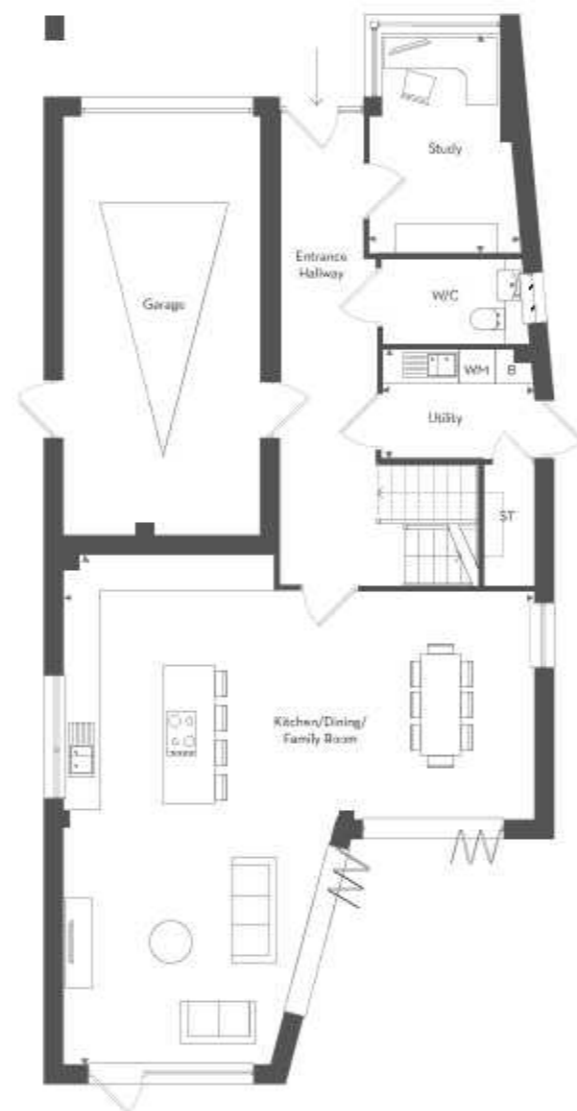 Study
Entrance
Hallway
Garage
W/C
WM
B
Utility
ST
Kitchen/Dining/
Family Room